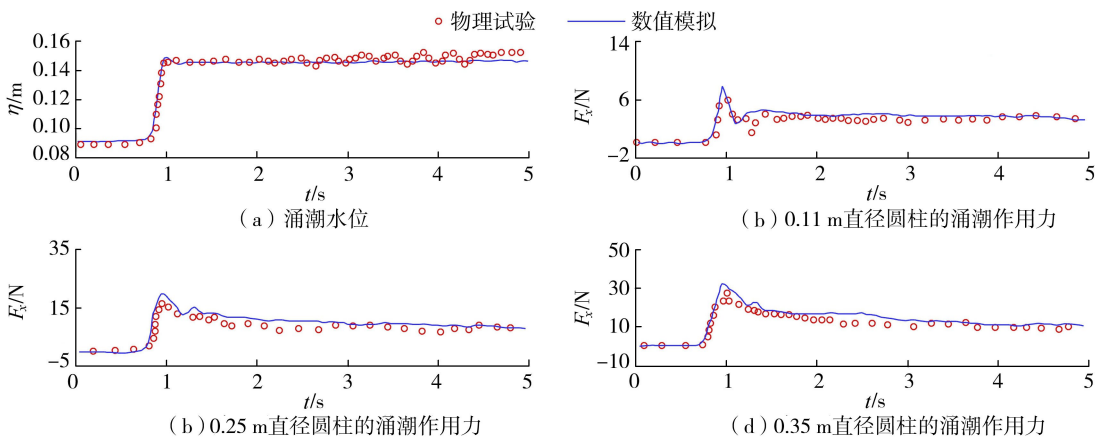 物理试验 数值模拟
0.16
0.14
0.12
0.10
0.08
η/m
0 1 2 3 4 5
t/s
(a)涌潮水位
14
6
-2
Fx/N
0 1 2 3 4 5
t/s
(b)0.11 m直径圆柱的涌潮作用力
35
15
-5
Fx/N
0 1 2 3 4 5
t/s
(b)0.25 m直径圆柱的涌潮作用力
50
30
10
-10
Fx/N
0 1 2 3 4 5
t/s
(d)0.35 m直径圆柱的涌潮作用力